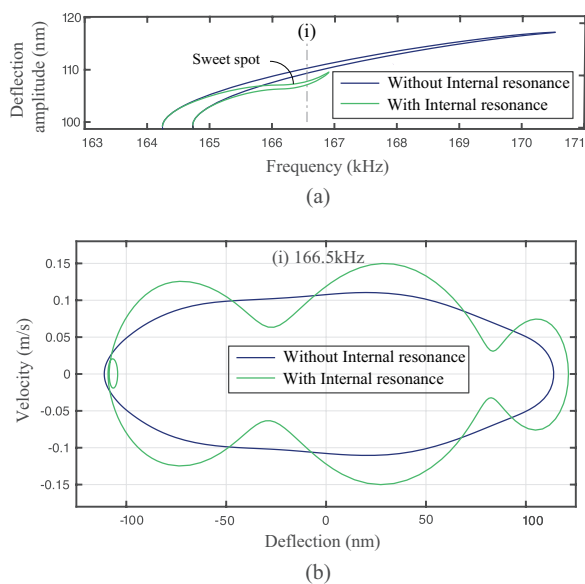 120
(i)
Sweet spot
110
Without Internal resonance
With Internal resonance
100
Deflection
amplitude (nm)
163 164 165 166 167 168 169 170 171
Frequency (kHz)
(a)
(i) 166.5kHz
0.15
0.1
0.05
0
-0.05
-0.1
-0.15
Velocity (m/s)
Without Internal resonance
With Internal resonance
-100 -50 0 50 100
Deflection (nm)
(b)